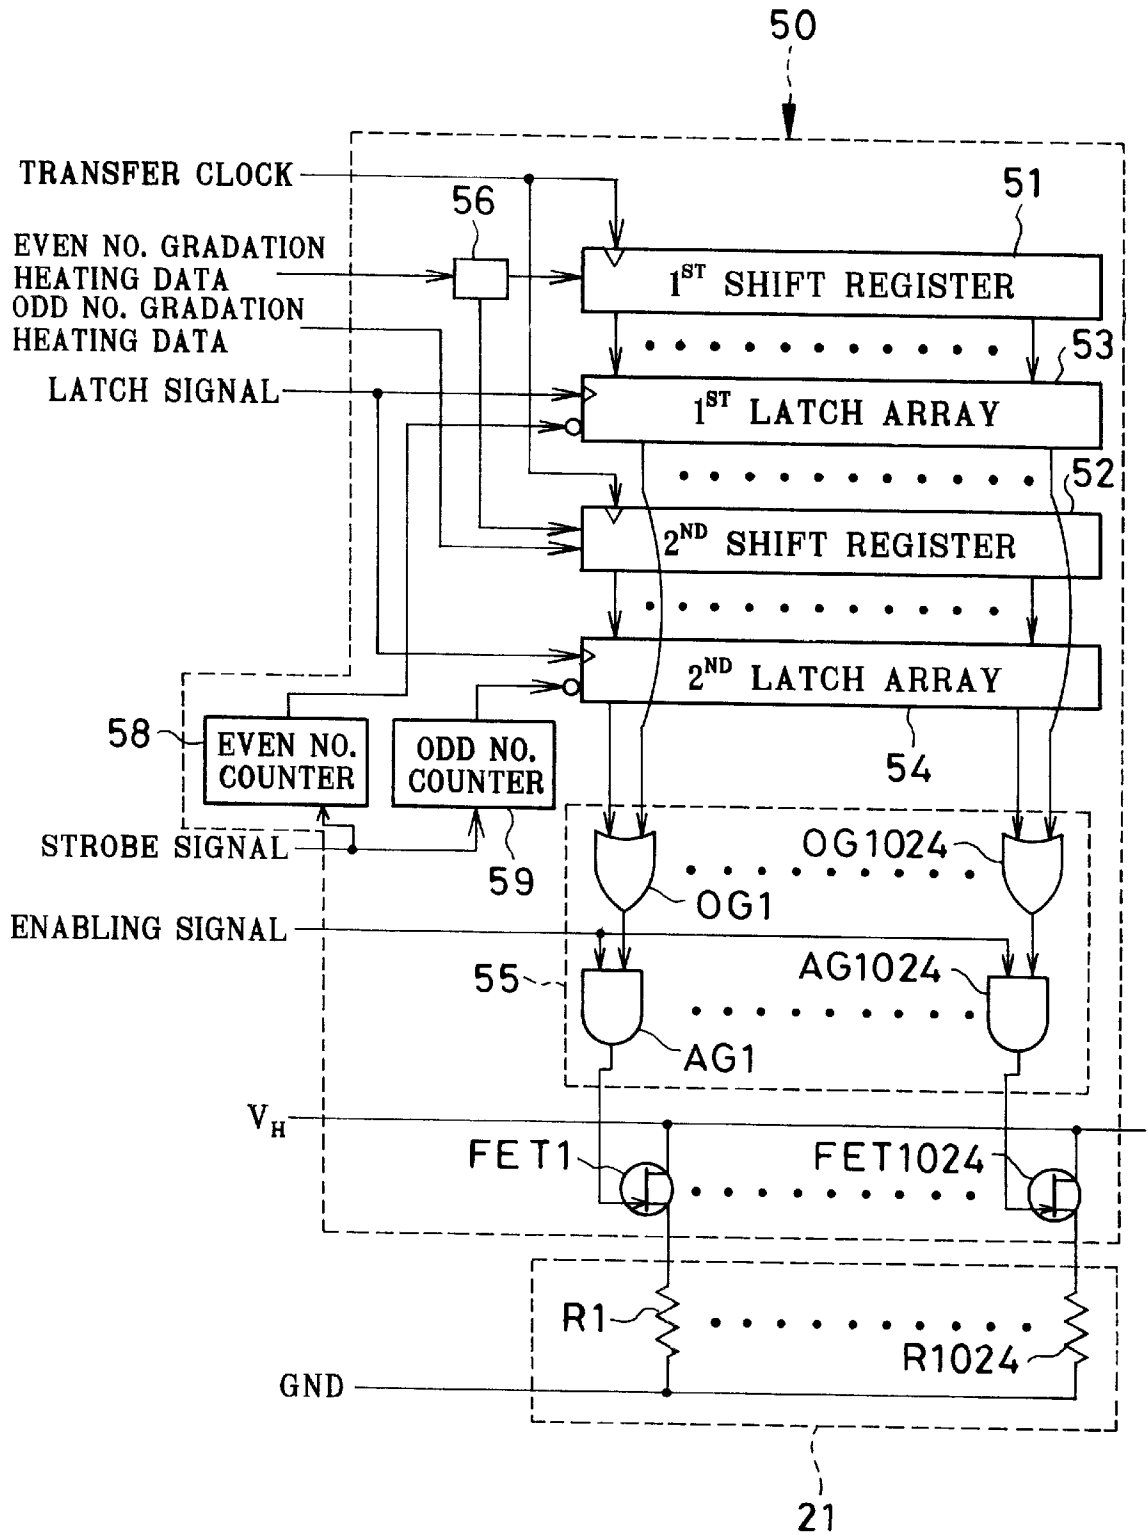 50
TRANSFER CLOCK
56
51
EVEN NO. GRADATION
HEATING DATA
1ST SHIFT REGISTER
ODD NO. GRADATION
HEATING DATA
53
LATCH SIGNAL
1ST LATCH ARRAY
52
2ND SHIFT REGISTER
2ND LATCH ARRAY
58
EVEN NO.
COUNTER
ODD NO.
COUNTER
54
STROBE SIGNAL
59
OG1
OG1024
ENABLING SIGNAL
55
AG1024
AG1
VH
FET1
FET1024
R1
R1024
GND
21